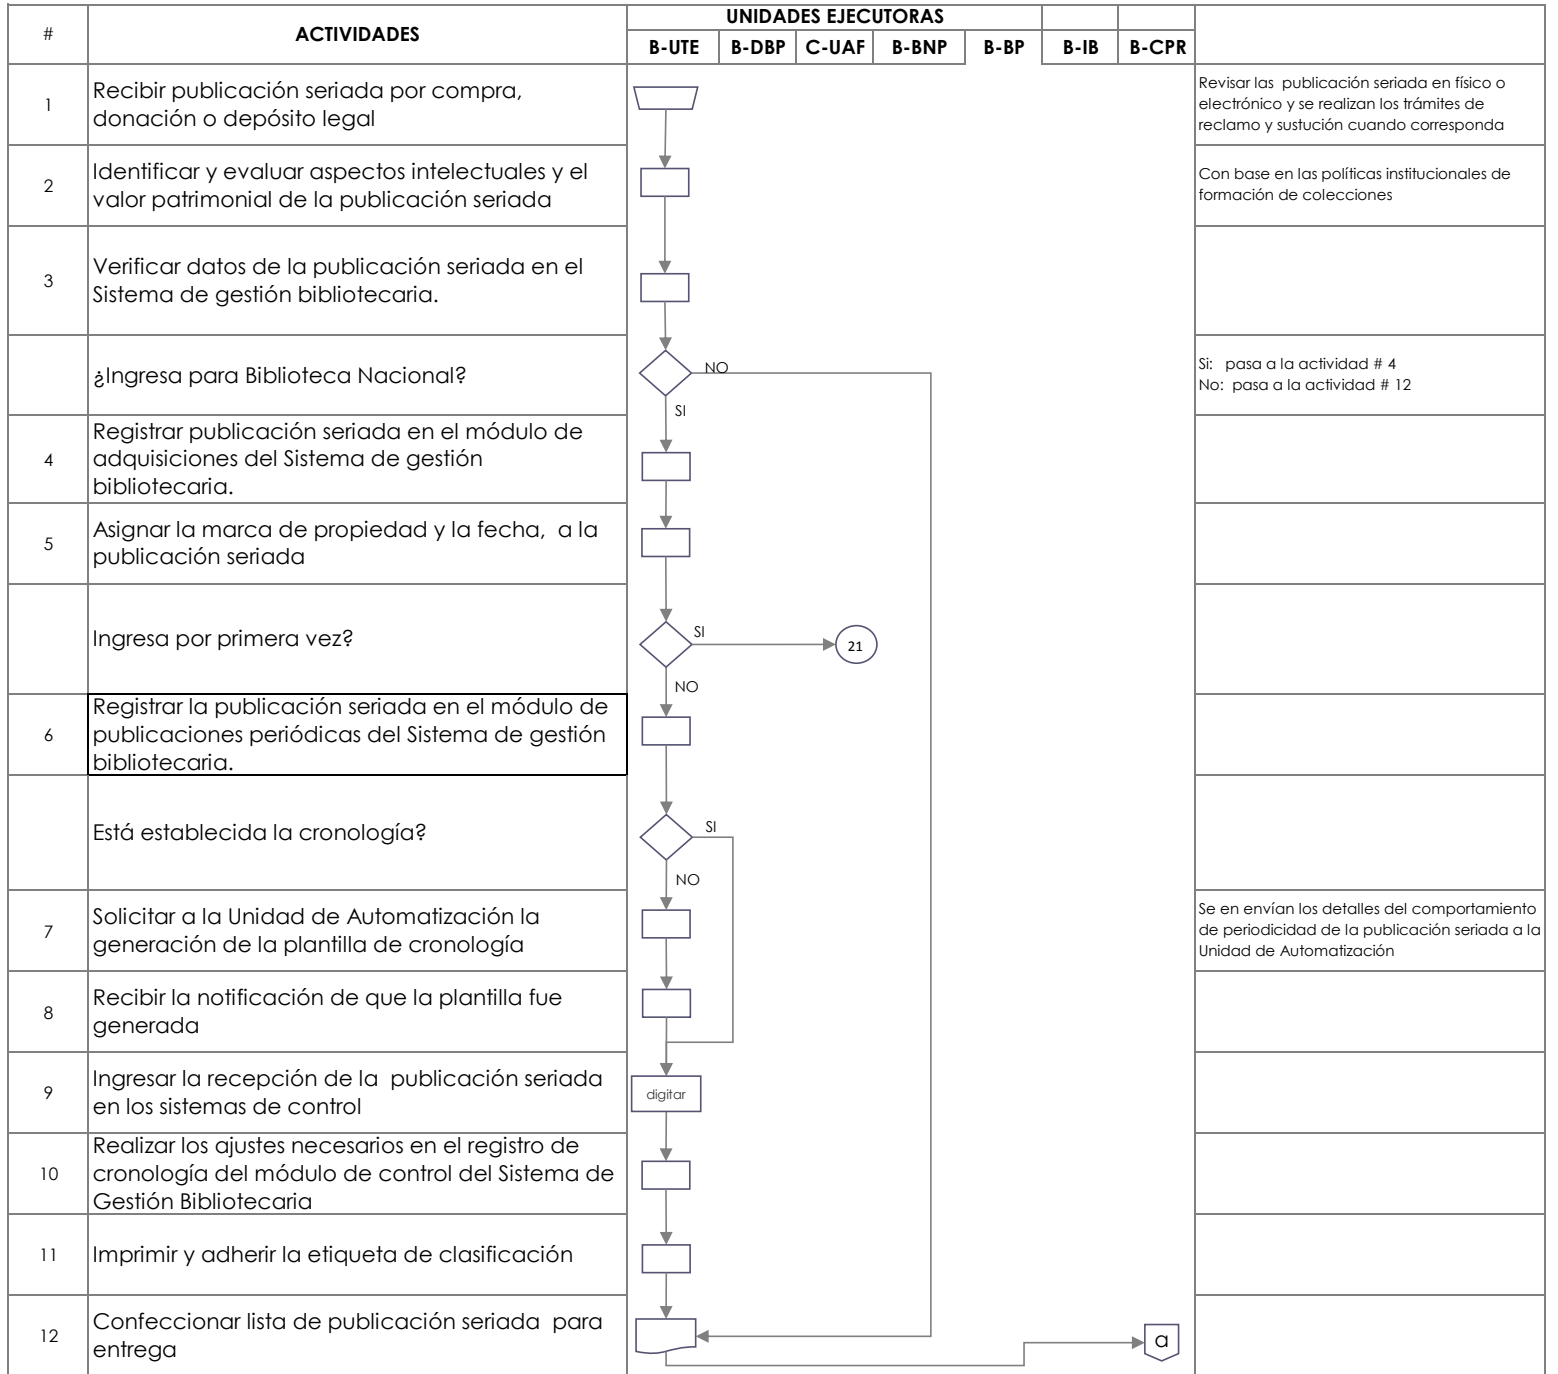 # ACTIVIDADES UNIDADES EJECUTORAS
B-UTE B-DBP C-UAF B-BNP B-BP B-IB B-CPR
1
Recibir publicación seriada por compra,
donación o depósito legal
Revisar las publicación seriada en físico o
electrónico y se realizan los trámites de
reclamo y sustución cuando corresponda
2
Identificar y evaluar aspectos intelectuales y el
valor patrimonial de la publicación seriada
Con base en las políticas institucionales de
formación de colecciones
3
Verificar datos de la publicación seriada en el
Sistema de gestión bibliotecaria.
¿Ingresa para Biblioteca Nacional?
NO
SI
Si: pasa a la actividad # 4
No: pasa a la actividad # 12
4
Registrar publicación seriada en el módulo de
adquisiciones del Sistema de gestión
bibliotecaria.
5
Asignar la marca de propiedad y la fecha, a la
publicación seriada
Ingresa por primera vez?
SI
21
NO
6
Registrar la publicación seriada en el módulo de
publicaciones periódicas del Sistema de gestión
bibliotecaria.
Está establecida la cronología?
SI
NO
7
Solicitar a la Unidad de Automatización la
generación de la plantilla de cronología
Se en envían los detalles del comportamiento
de periodicidad de la publicación seriada a la
Unidad de Automatización
8
Recibir la notificación de que la plantilla fue
generada
9
Ingresar la recepción de la publicación seriada
en los sistemas de control
digitar
10
Realizar los ajustes necesarios en el registro de
cronología del módulo de control del Sistema de
Gestión Bibliotecaria
11
Imprimir y adherir la etiqueta de clasificación
12
Confeccionar lista de publicación seriada para
entrega
a